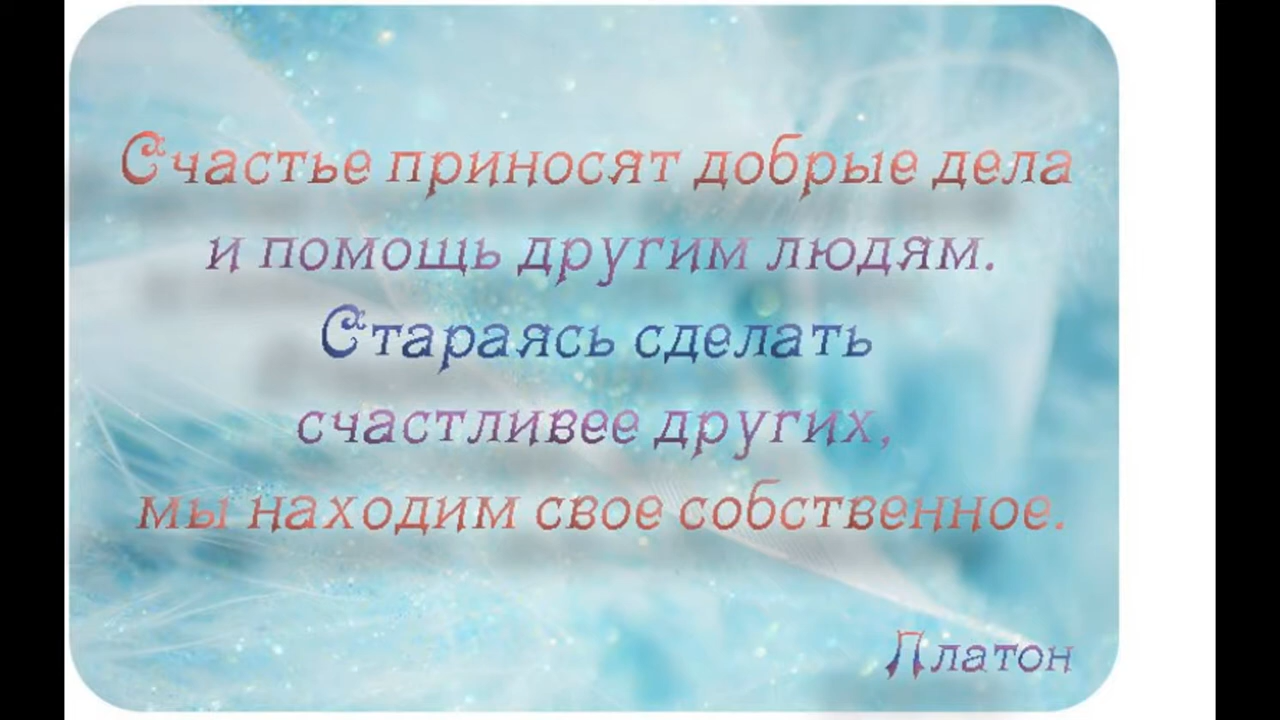 Счастье приносят добрые дела
и помощь другим людям.
Стараясь сделать
счастливее других,
мы находим свое собственное.
Платон